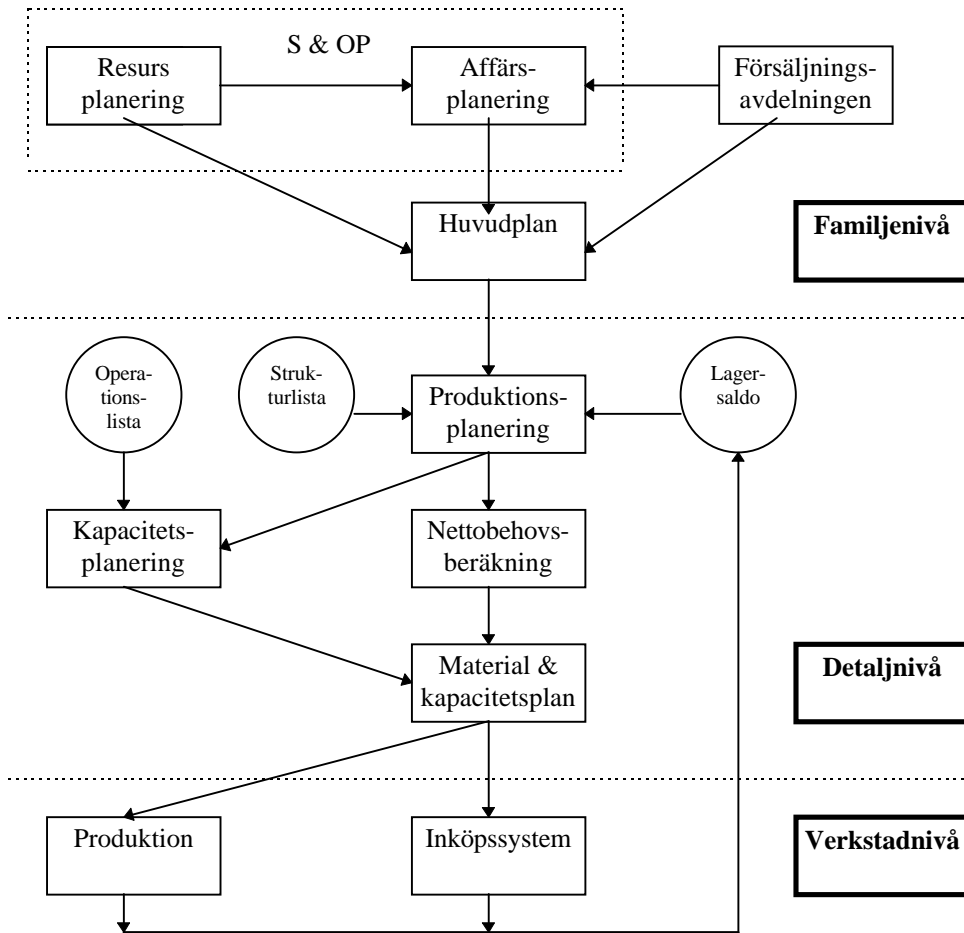 S & OP
Resurs
planering
Affärs-
planering
Försäljnings-
avdelningen
Huvudplan
Familjenivå
Opera-
tions-
lista
Struk-
turlista
Produktions-
planering
Lager-
saldo
Kapacitets-
planering
Nettobehovs-
beräkning
Material &
kapacitetsplan
Detaljnivå
Produktion
Inköpssystem
Verkstadnivå